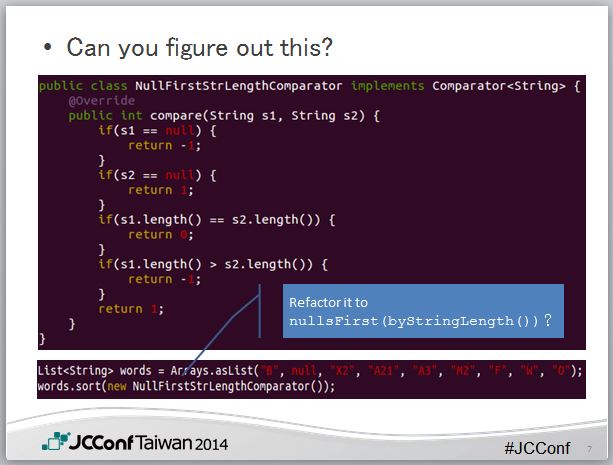 • Can you figure out this?
public class NullFirstStrLengthComparator implements Comparator<String> {
@Override
public int compare(String s1, String s2) {
if(s1 == null) {
return -1;
}
if(s2 == null) {
return 1;
}
if(s1.length() == s2.length()) {
return 0;
}
if(s1.length() > s2.length()) {
return -1;
}
return 1;
}
}
Refactor it to
nullsFirst(byStringLength())?
List<String> words = Arrays.asList("B", null, "X2", "A21", "A3", "M2", "F", "W", "O");
words.sort(new NullFirstStrLengthComparator());
JCConf Taiwan 2014
#JCConf
7